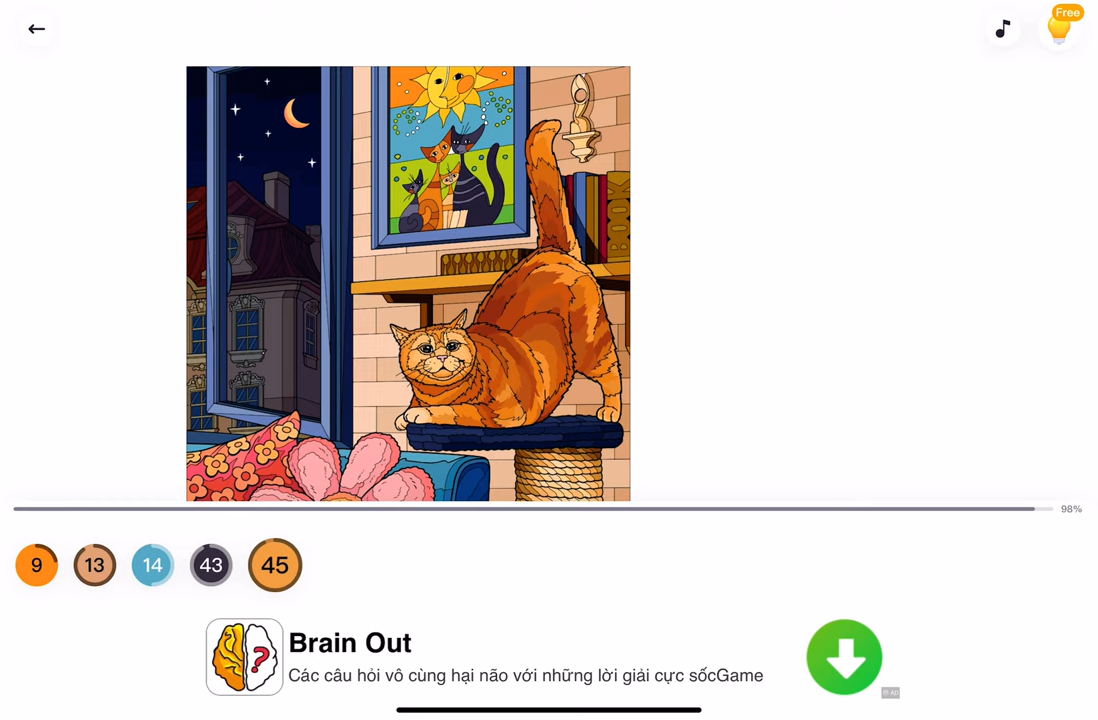 Free
BOOK
98%
9
13
14
43
45
Brain Out
Các câu hỏi vô cùng hại não với những lời giải cực sốcGame
AD